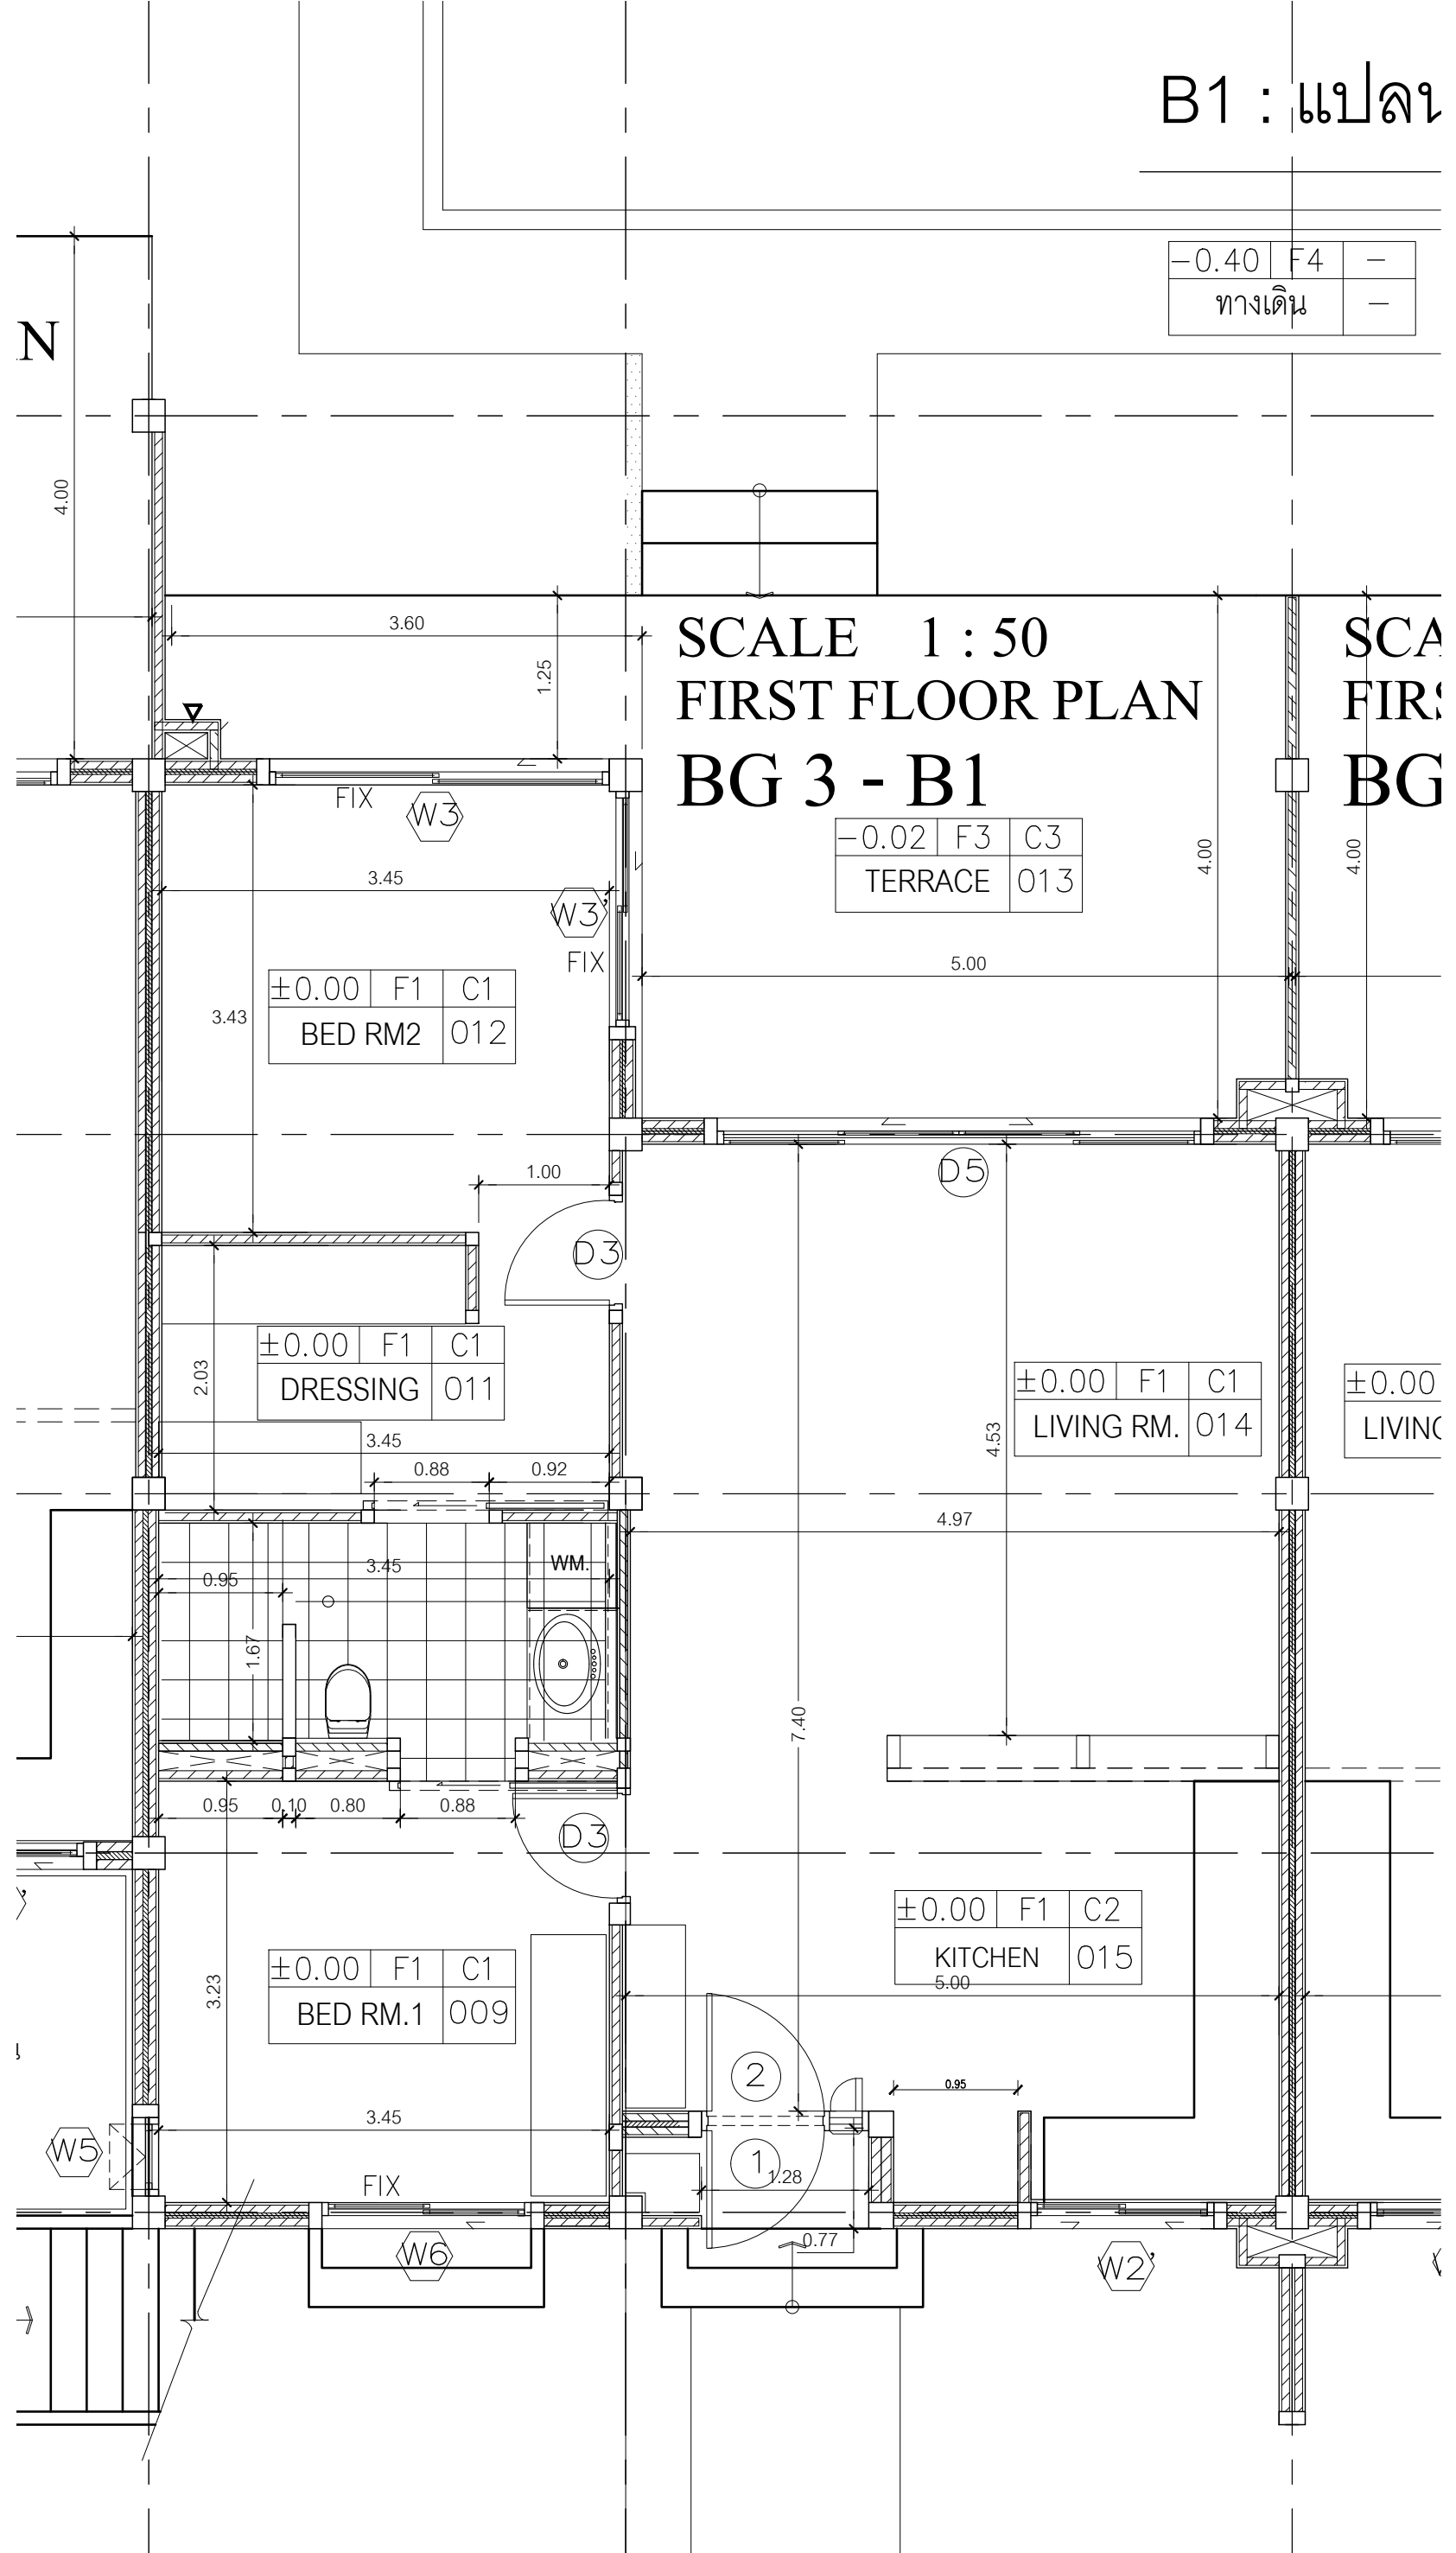 B1 : แปลน
-0.40 F4 -
ทางเดิน -
N
4.00
3.60
1.25
SCALE 1 : 50
FIRST FLOOR PLAN
BG 3 - B1
SCA
FIRS
BG
FIX
W3
-0.02 F3 C3
TERRACE 013
4.00
4.00
3.45
W3'
FIX
5.00
±0.00 F1 C1
BED RM2 012
3.43
1.00
D5
D3
±0.00 F1 C1
DRESSING 011
2.03
±0.00 F1 C1
LIVING RM. 014
±0.00
LIVING
4.53
3.45
0.88 0.92
4.97
WM.
3.45
0.95
1.67
7.40
0.95 0.10 0.80 0.88
D3
±0.00 F1 C2
KITCHEN 015
5.00
±0.00 F1 C1
BED RM.1 009
3.23
2
0.95
3.45
W5
1
1.28
FIX
0.77
W6
W2'